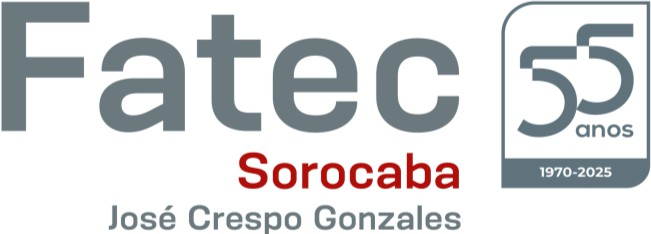 Fatec
Sorocaba
José Crespo Gonzales
55
anos
1970-2025